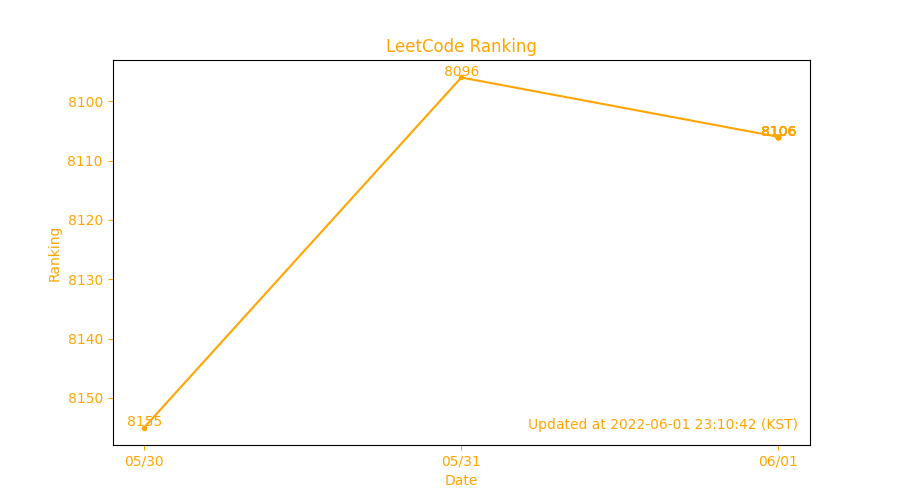 LeetCode Ranking
8096
8100
8106
8110
8120
Ranking
8130
8140
8150
8155
Updated at 2022-06-01 23:10:42 (KST)
05/30 05/31 06/01
Date